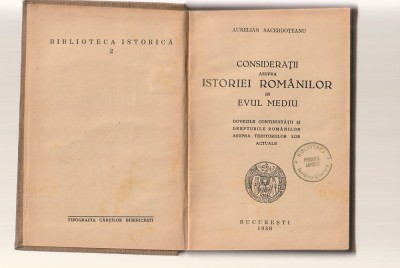 BIBLIOTECA ISTORICĂ
2
TIPOGRAFIA CĂRȚILOR BISERICEȘTI
AURELIAN SACERDOȚEANU
CONSIDERAȚII
ASUPRA
ISTORIEI ROMÂNILOR
IN
EVUL MEDIU
DOVEZILE CONTINUITĂȚII ȘI
DREPTURILE ROMÂNILOR
ASUPRA TERITORIILOR LOR
ACTUALE
BIBLIOTECA
BUCUREȘTI
1936